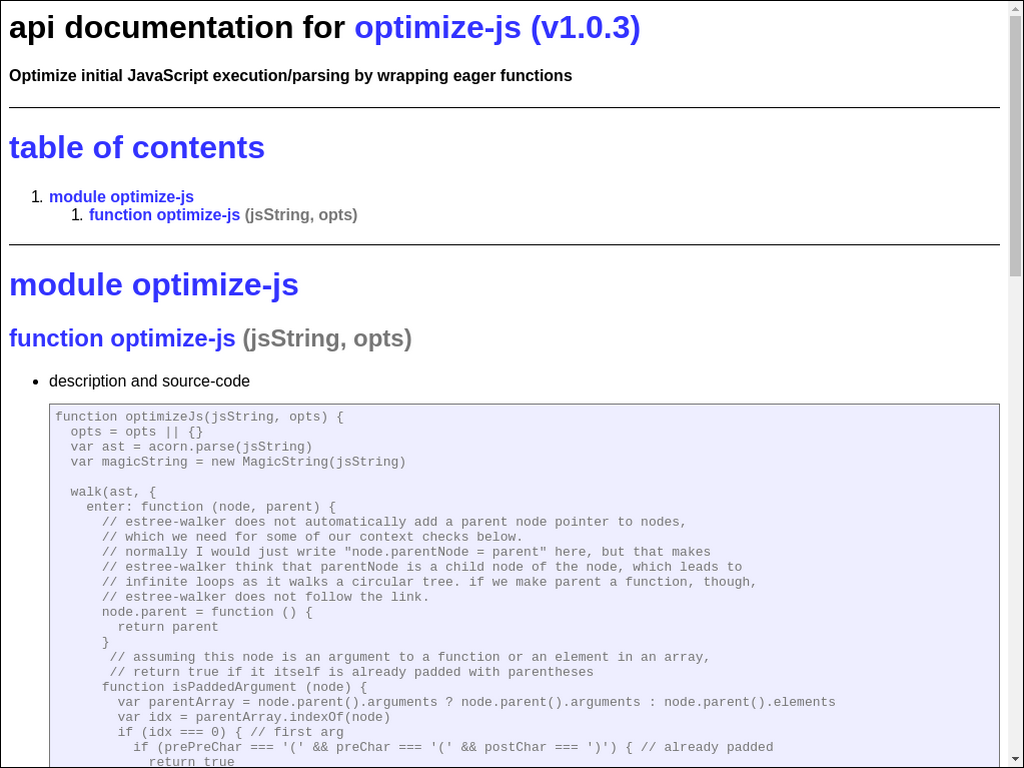 api documentation for optimize-js (v1.0.3)
Optimize initial JavaScript execution/parsing by wrapping eager functions
table of contents
1. module optimize-js
1. function optimize-js (jsString, opts)
module optimize-js
function optimize-js (jsString, opts)
• description and source-code
function optimizeJs(jsString, opts) {
  opts = opts || {}
  var ast = acorn.parse(jsString)
  var magicString = new MagicString(jsString)

  walk(ast, {
    enter: function (node, parent) {
      // estree-walker does not automatically add a parent node pointer to nodes,
      // which we need for some of our context checks below.
      // normally I would just write "node.parentNode = parent" here, but that makes
      // estree-walker think that parentNode is a child node of the node, which leads to
      // infinite loops as it walks a circular tree. if we make parent a function, though,
      // estree-walker does not follow the link.
      node.parent = function () {
        return parent
      }
       // assuming this node is an argument to a function or an element in an array,
       // return true if it itself is already padded with parentheses
      function isPaddedArgument (node) {
        var parentArray = node.parent().arguments ? node.parent().arguments : node.parent().elements
        var idx = parentArray.indexOf(node)
        if (idx === 0) { // first arg
          if (prePreChar === '(' && preChar === '(' && postChar === ')') { // already padded
            return true